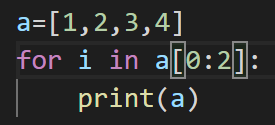 a=[1,2,3,4]
for i in a[0:2]:
    print(a)